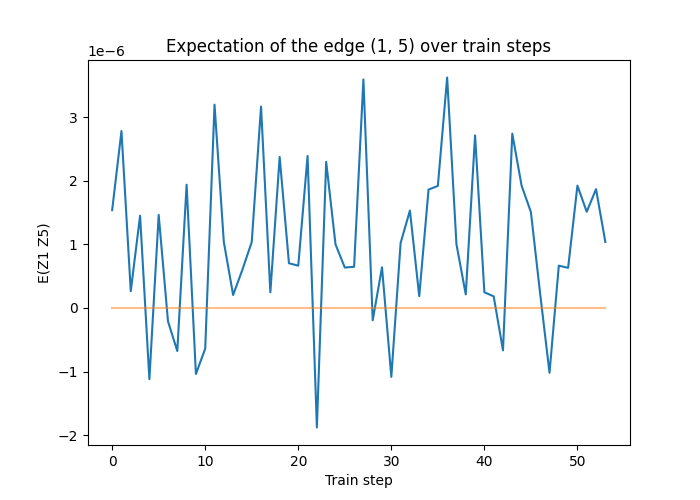 Expectation of the edge (1, 5) over train steps
1e−6
3
2
1
0
−1
−2
E(Z1 Z5)
0 10 20 30 40 50
Train step